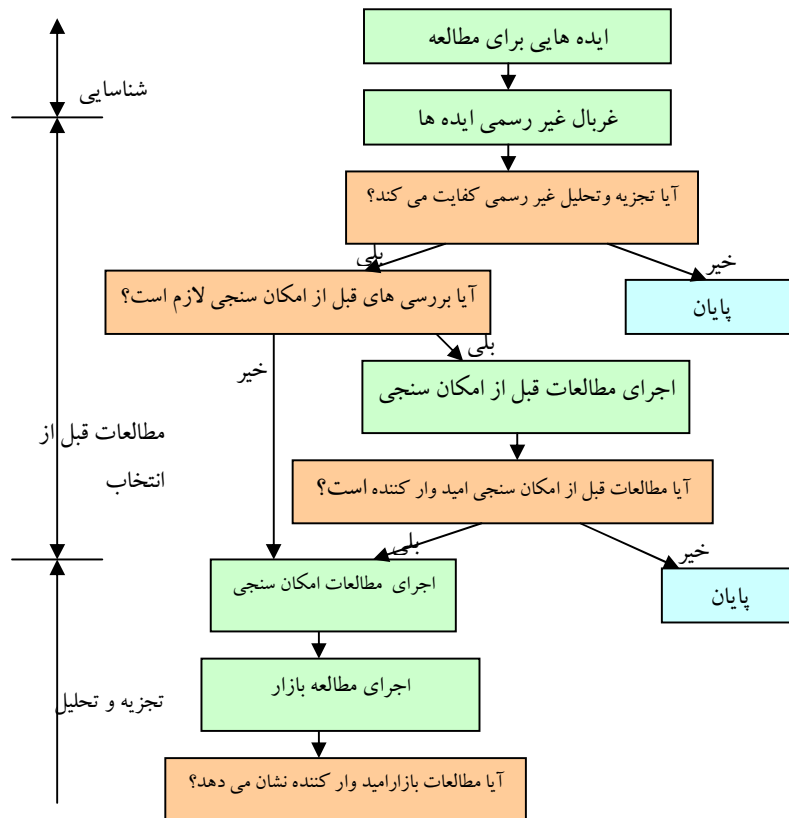 ایده هایی برای مطالعه
شناسایی
غربال غیر رسمی ایده ها
آیا تجزیه وتحلیل غیر رسمی کفایت می کند؟
بلی
خیر
آیا بررسی های قبل از امکان سنجی لازم است؟
پایان
بلی
خیر
اجرای مطالعات قبل از امکان سنجی
مطالعات قبل از
انتخاب
آیا مطالعات قبل از امکان سنجی امید وار کننده است؟
بلی
خیر
اجرای مطالعات امکان سنجی
پایان
اجرای مطالعه بازار
تجزیه و تحلیل
آیا مطالعات بازارامید وار کننده نشان می دهد؟